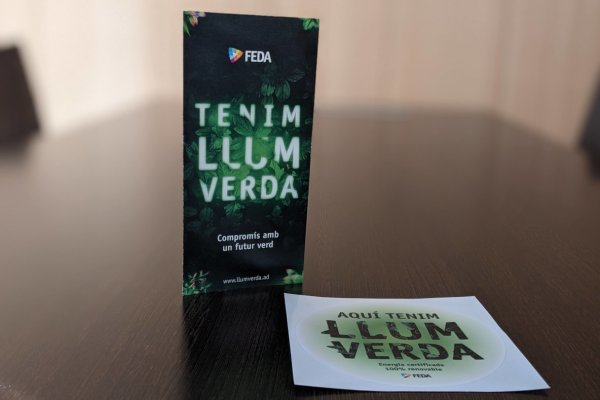 FEDA
TENIM
LLUM
VERDA
Compromís amb
un futur verd
www.llumverda.ad
AQUÍ TENIM
LLUM
VERDA
Energia certificada
100% renovable
FEDA